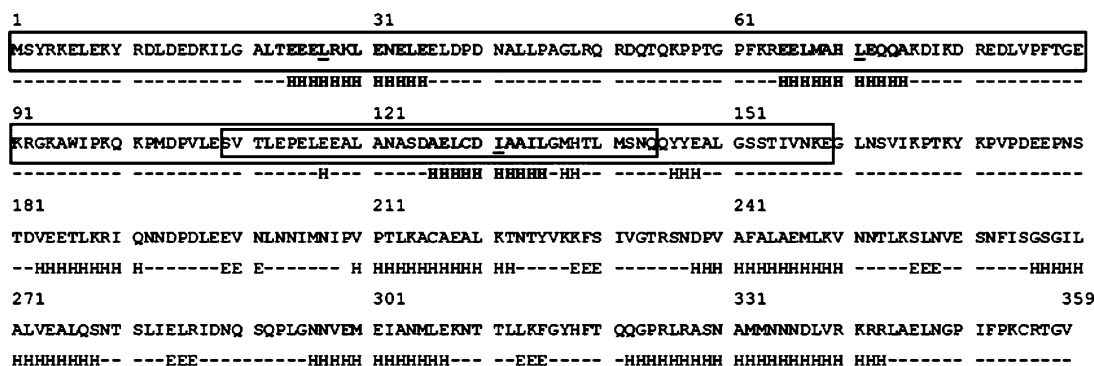 1 31 61
MSYRKELEKY RDLDEDKILG ALTEEELRKL ENELEELDPD NALLPAGLRQ RDQTQKPPTG PFKREELMAH LEQQAKDIKD REDLVPFTGE
---------- ---------- ---HHHHHHH HHHHH----- ---------- ---------- ----HHHHHH HHHHH----- ----------
91 121 151
KRGKAWIPKQ KPMDPVLESV TLEPELEEAL ANASDAELCD IAAILGMHTL MSNQQYYEAL GSSTIVNKEG LNSVIKPTKY KPVPDEEPNS
---------- ---------- ------H--- -----HHHHH HHHHH-HH-- -----HHH-- ---------- ---------- ----------
181 211 241
TDVEETLKRI QNNDPDLEEV NLNNIMNIPV PTLKACAEAL KTNTYVKKFS IVGTRSNDPV AFALAEMLKV NNTLKSLNVE SNFISGSGIL
--HHHHHHHH H-------EE E--------H HHHHHHHHHH HH-----EEE -------HHH HHHHHHHHHH -----EEE-- -----HHHHH
271 301 331 359
ALVEALQSNT SLIELRIDNQ SQPLGNNVEM EIANMLEKNT TLLKFGYHFT QQGPRLRASN AMMNNNDLVR KRRLAELNGP IFPKCRTGV
HHHHHHHH-- ---EEE---- -----HHHHH HHHHHHH--- --EEE----- -HHHHHHHHH HHHHHHHHHH HHH------- ---------